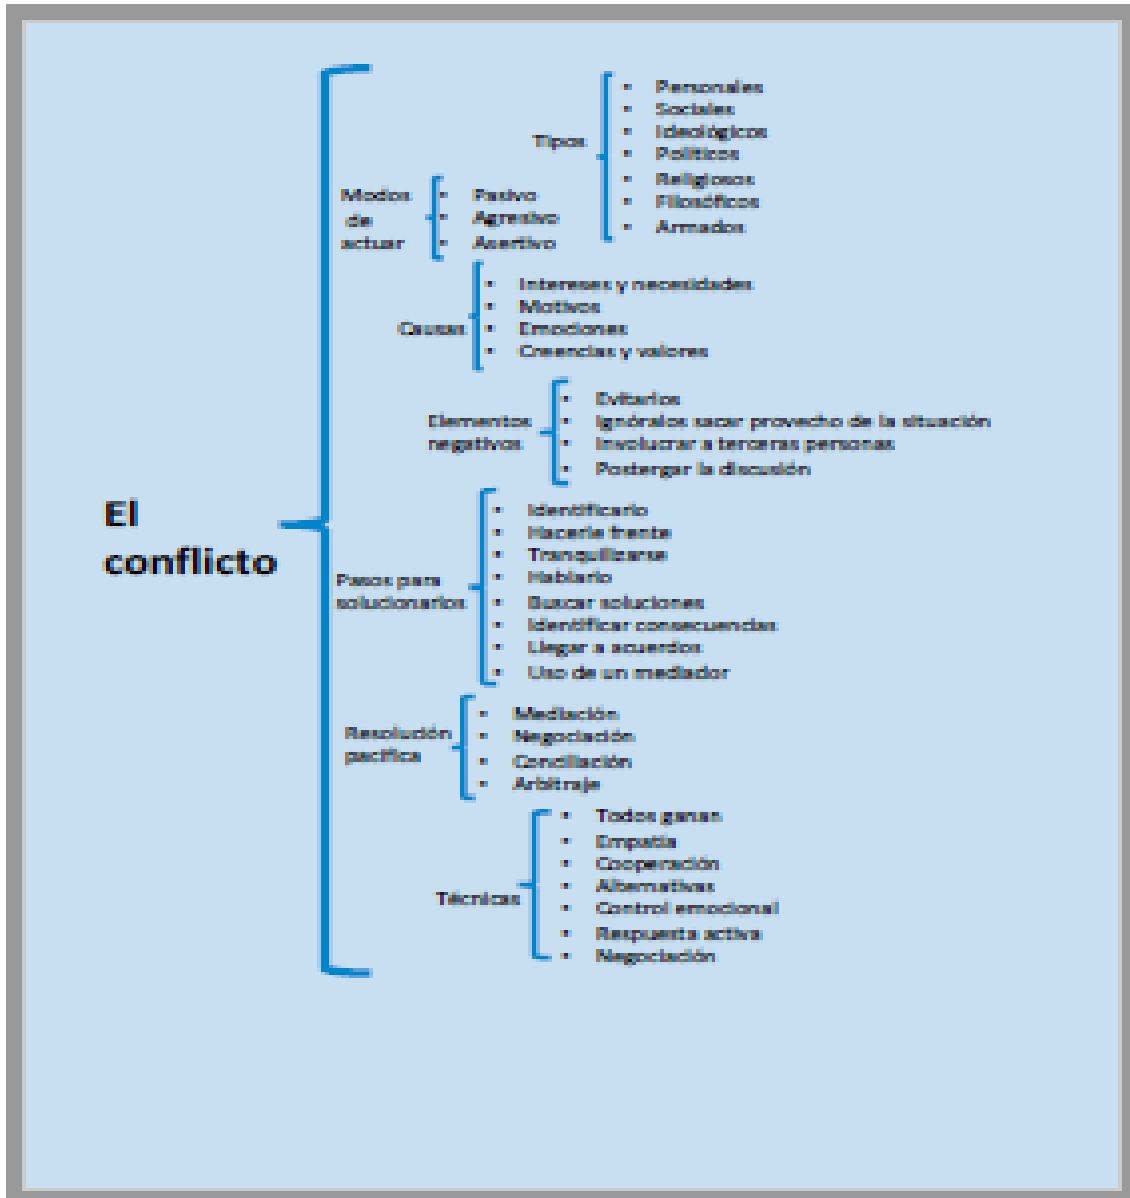 El
conflicto
Tipos
• Personales
• Sociales
• Ideológicos
• Políticos
• Religiosos
• Filosóficos
• Armados
Modos
de
actuar
• Pasivo
• Agresivo
• Asertivo
Causas
• Intereses y necesidades
• Motivos
• Emociones
• Creencias y valores
Elementos
negativos
• Evitarlos
• Ignóralos sacar provecho de la situación
• Involucrar a terceras personas
• Postergar la discusión
Pasos para
solucionarlos
• Identificarlo
• Hacerle frente
• Tranquilizarse
• Hablarlo
• Buscar soluciones
• Identificar consecuencias
• Llegar a acuerdos
• Uso de un mediador
Resolución
pacífica
• Mediación
• Negociación
• Conciliación
• Arbitraje
Técnicas
• Todos ganan
• Empatía
• Cooperación
• Alternativas
• Control emocional
• Respuesta activa
• Negociación